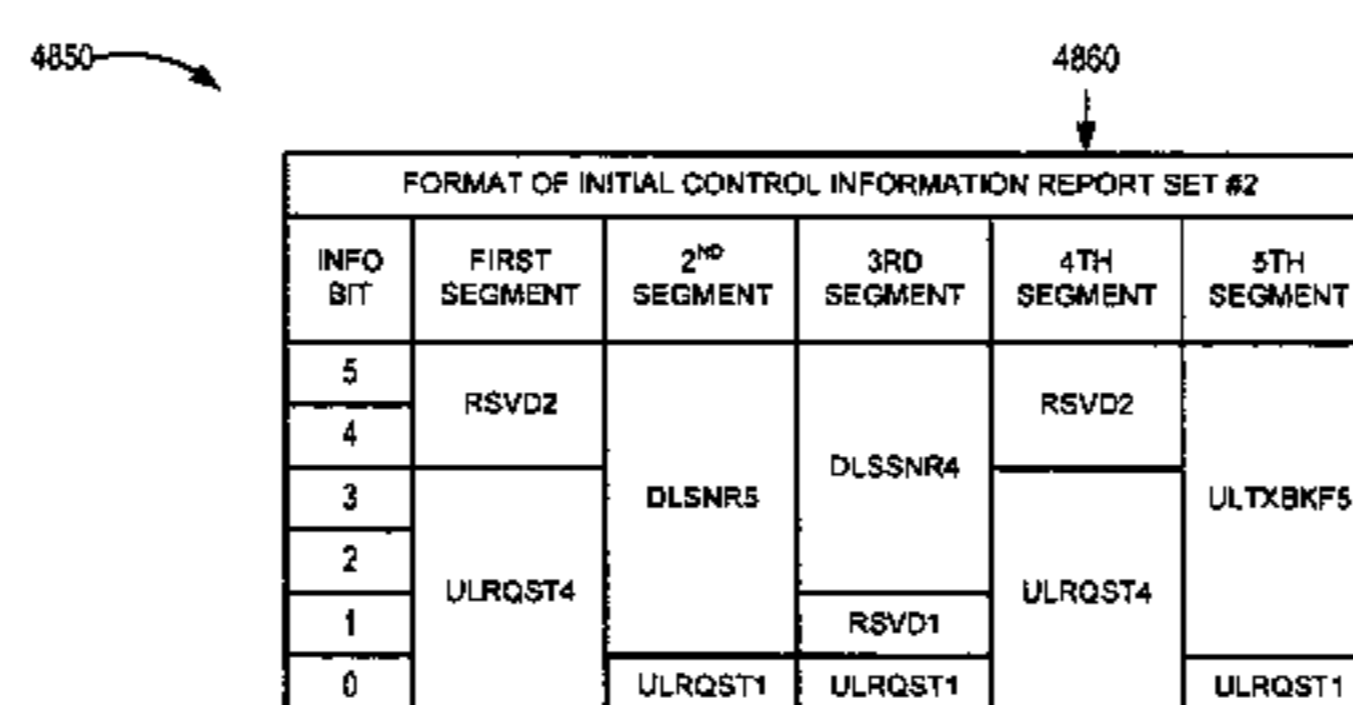 4850
4860
FORMAT OF INITIAL CONTROL INFORMATION REPORT SET #2
INFO BIT
FIRST SEGMENT
2ND SEGMENT
3RD SEGMENT
4TH SEGMENT
5TH SEGMENT
5
RSVD2
RSVD2
4
DLSSNR4
3
DLSNR5
ULTXBKF5
2
ULRQST4
ULRQST4
1
RSVD1
0
ULRQST1
ULRQST1
ULRQST1